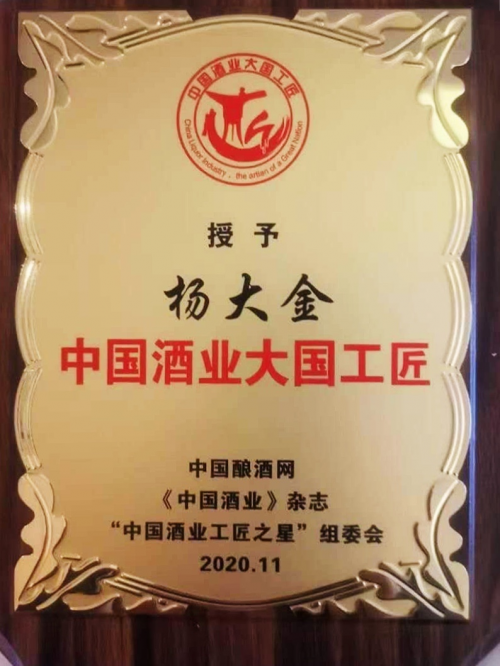 中国酒业大国工匠
China Liquor Industry , the artien of a Great Nation
授予
杨大金
中国酒业大国工匠
中国酿酒网
《中国酒业》杂志
“中国酒业工匠之星”组委会
2020.11